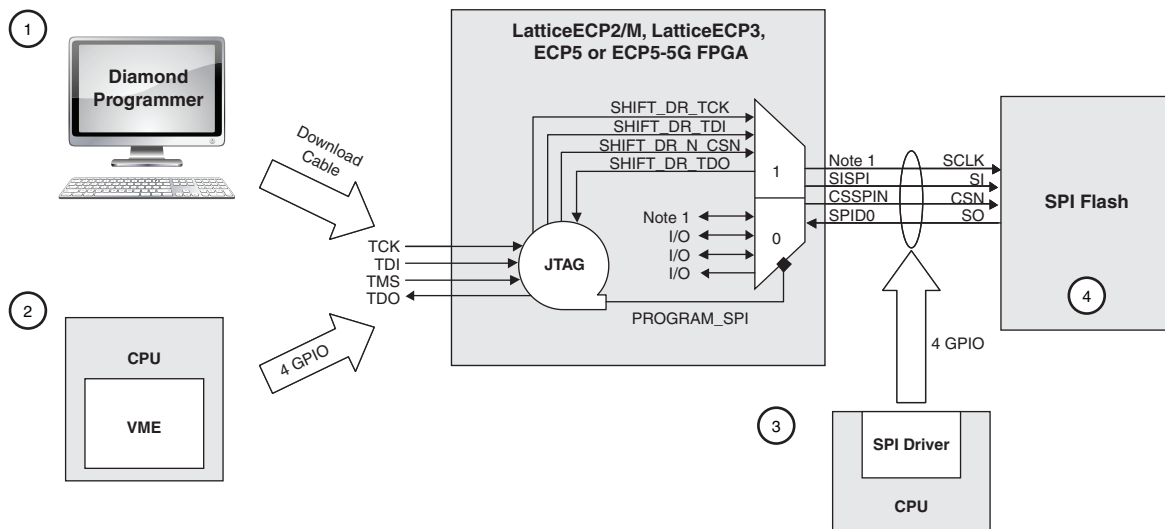 1
Diamond
Programmer
Download
Cable
LatticeECP2/M, LatticeECP3,
ECP5 or ECP5-5G FPGA
SHIFT_DR_TCK
SHIFT_DR_TDI
SHIFT_DR_N_CSN
SHIFT_DR_TDO
1
0
Note 1
I/O
I/O
I/O
JTAG
PROGRAM_SPI
TCK
TDI
TMS
TDO
Note 1
SISPI
CSSPIN
SPID0
SCLK
SI
CSN
SO
SPI Flash
4
2
CPU
VME
4 GPIO
4 GPIO
3
SPI Driver
CPU